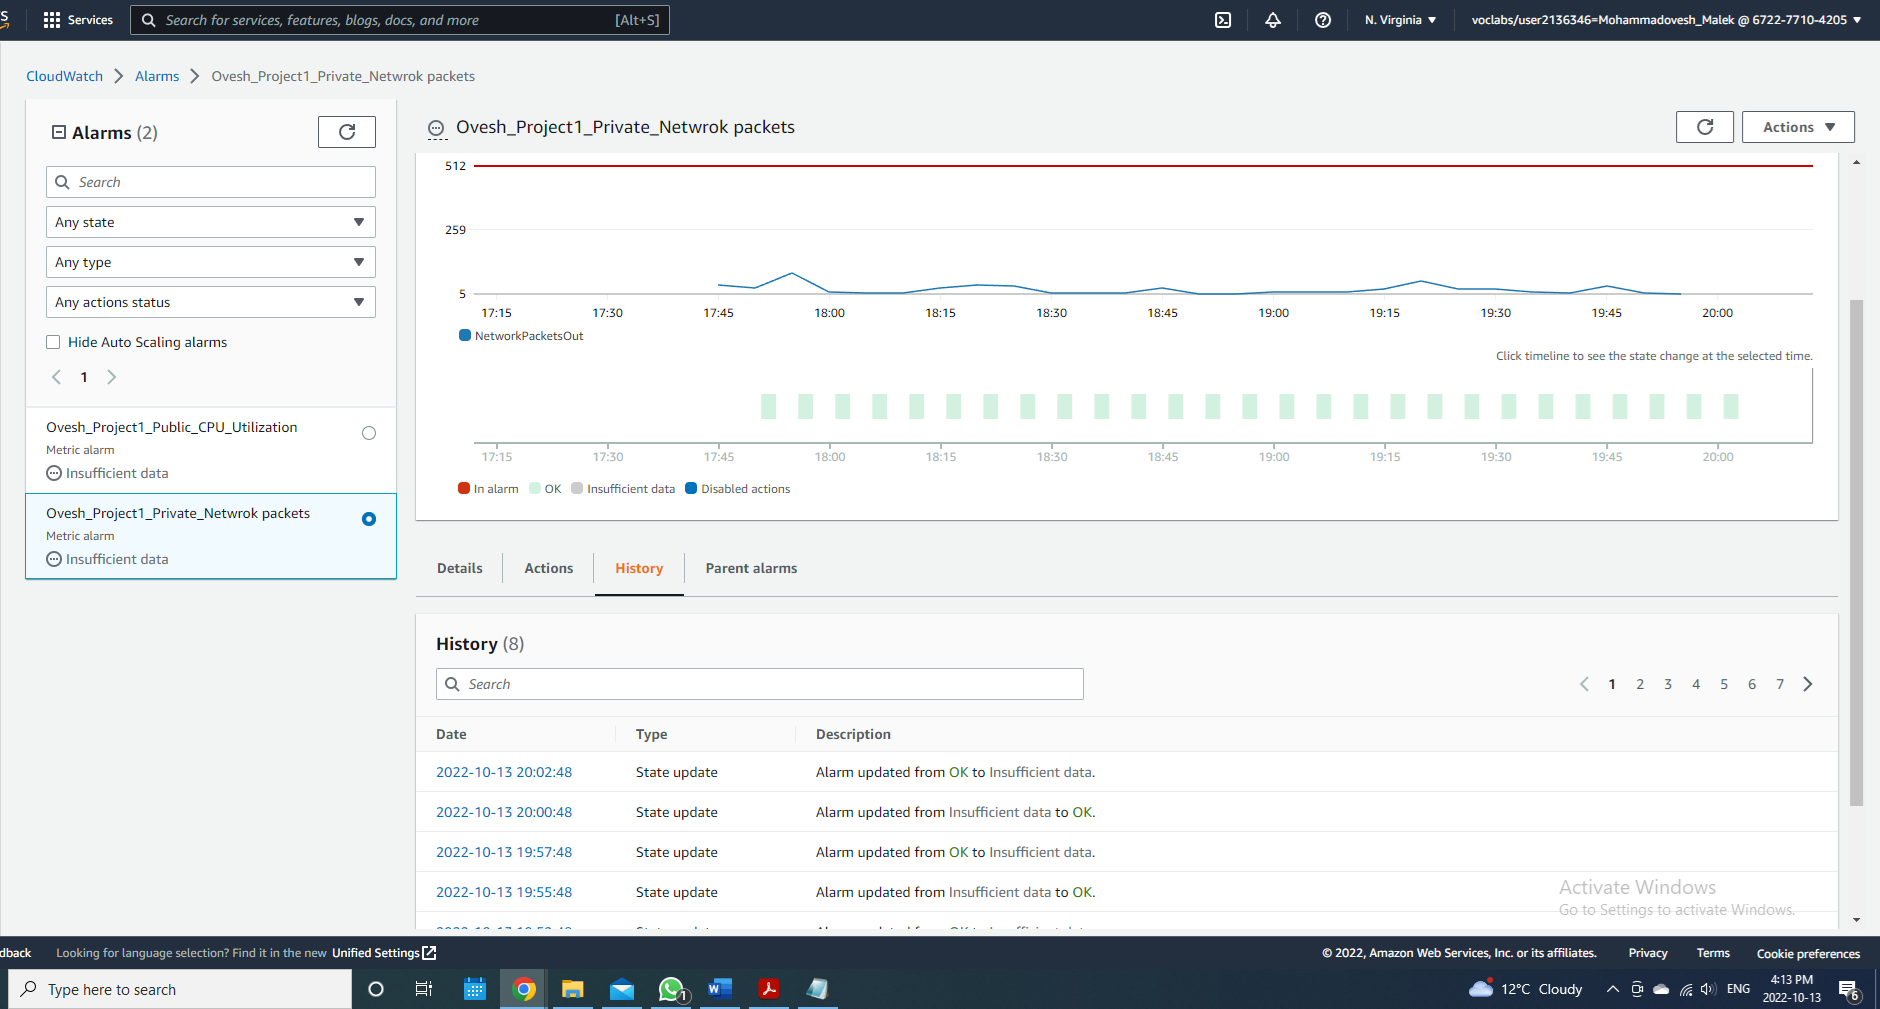 Services
Search for services, features, blogs, docs, and more [Alt+S]
N. Virginia
voclabs/user2136346=Mohammadovesh_Malek @ 6722-7710-4205
CloudWatch
Alarms
Ovesh_Project1_Private_Netwrok packets
Alarms (2)
Search
Any state
Any type
Any actions status
Hide Auto Scaling alarms
1
Ovesh_Project1_Public_CPU_Utilization
Metric alarm
Insufficient data
Ovesh_Project1_Private_Netwrok packets
Metric alarm
Insufficient data
Ovesh_Project1_Private_Netwrok packets
Actions
512
259
5
17:15 17:30 17:45 18:00 18:15 18:30 18:45 19:00 19:15 19:30 19:45 20:00
NetworkPacketsOut
Click timeline to see the state change at the selected time.
17:15 17:30 17:45 18:00 18:15 18:30 18:45 19:00 19:15 19:30 19:45 20:00
In alarm OK Insufficient data Disabled actions
Details Actions History Parent alarms
History (8)
Search
1 2 3 4 5 6 7
Date Type Description
2022-10-13 20:02:48 State update Alarm updated from OK to Insufficient data.
2022-10-13 20:00:48 State update Alarm updated from Insufficient data to OK.
2022-10-13 19:57:48 State update Alarm updated from OK to Insufficient data.
2022-10-13 19:55:48 State update Alarm updated from Insufficient data to OK.
Activate Windows
Go to Settings to activate Windows.
dback
Looking for language selection? Find it in the new Unified Settings
© 2022, Amazon Web Services, Inc. or its affiliates.
Privacy Terms Cookie preferences
Type here to search
1
12°C Cloudy
ENG
4:13 PM
2022-10-13
6